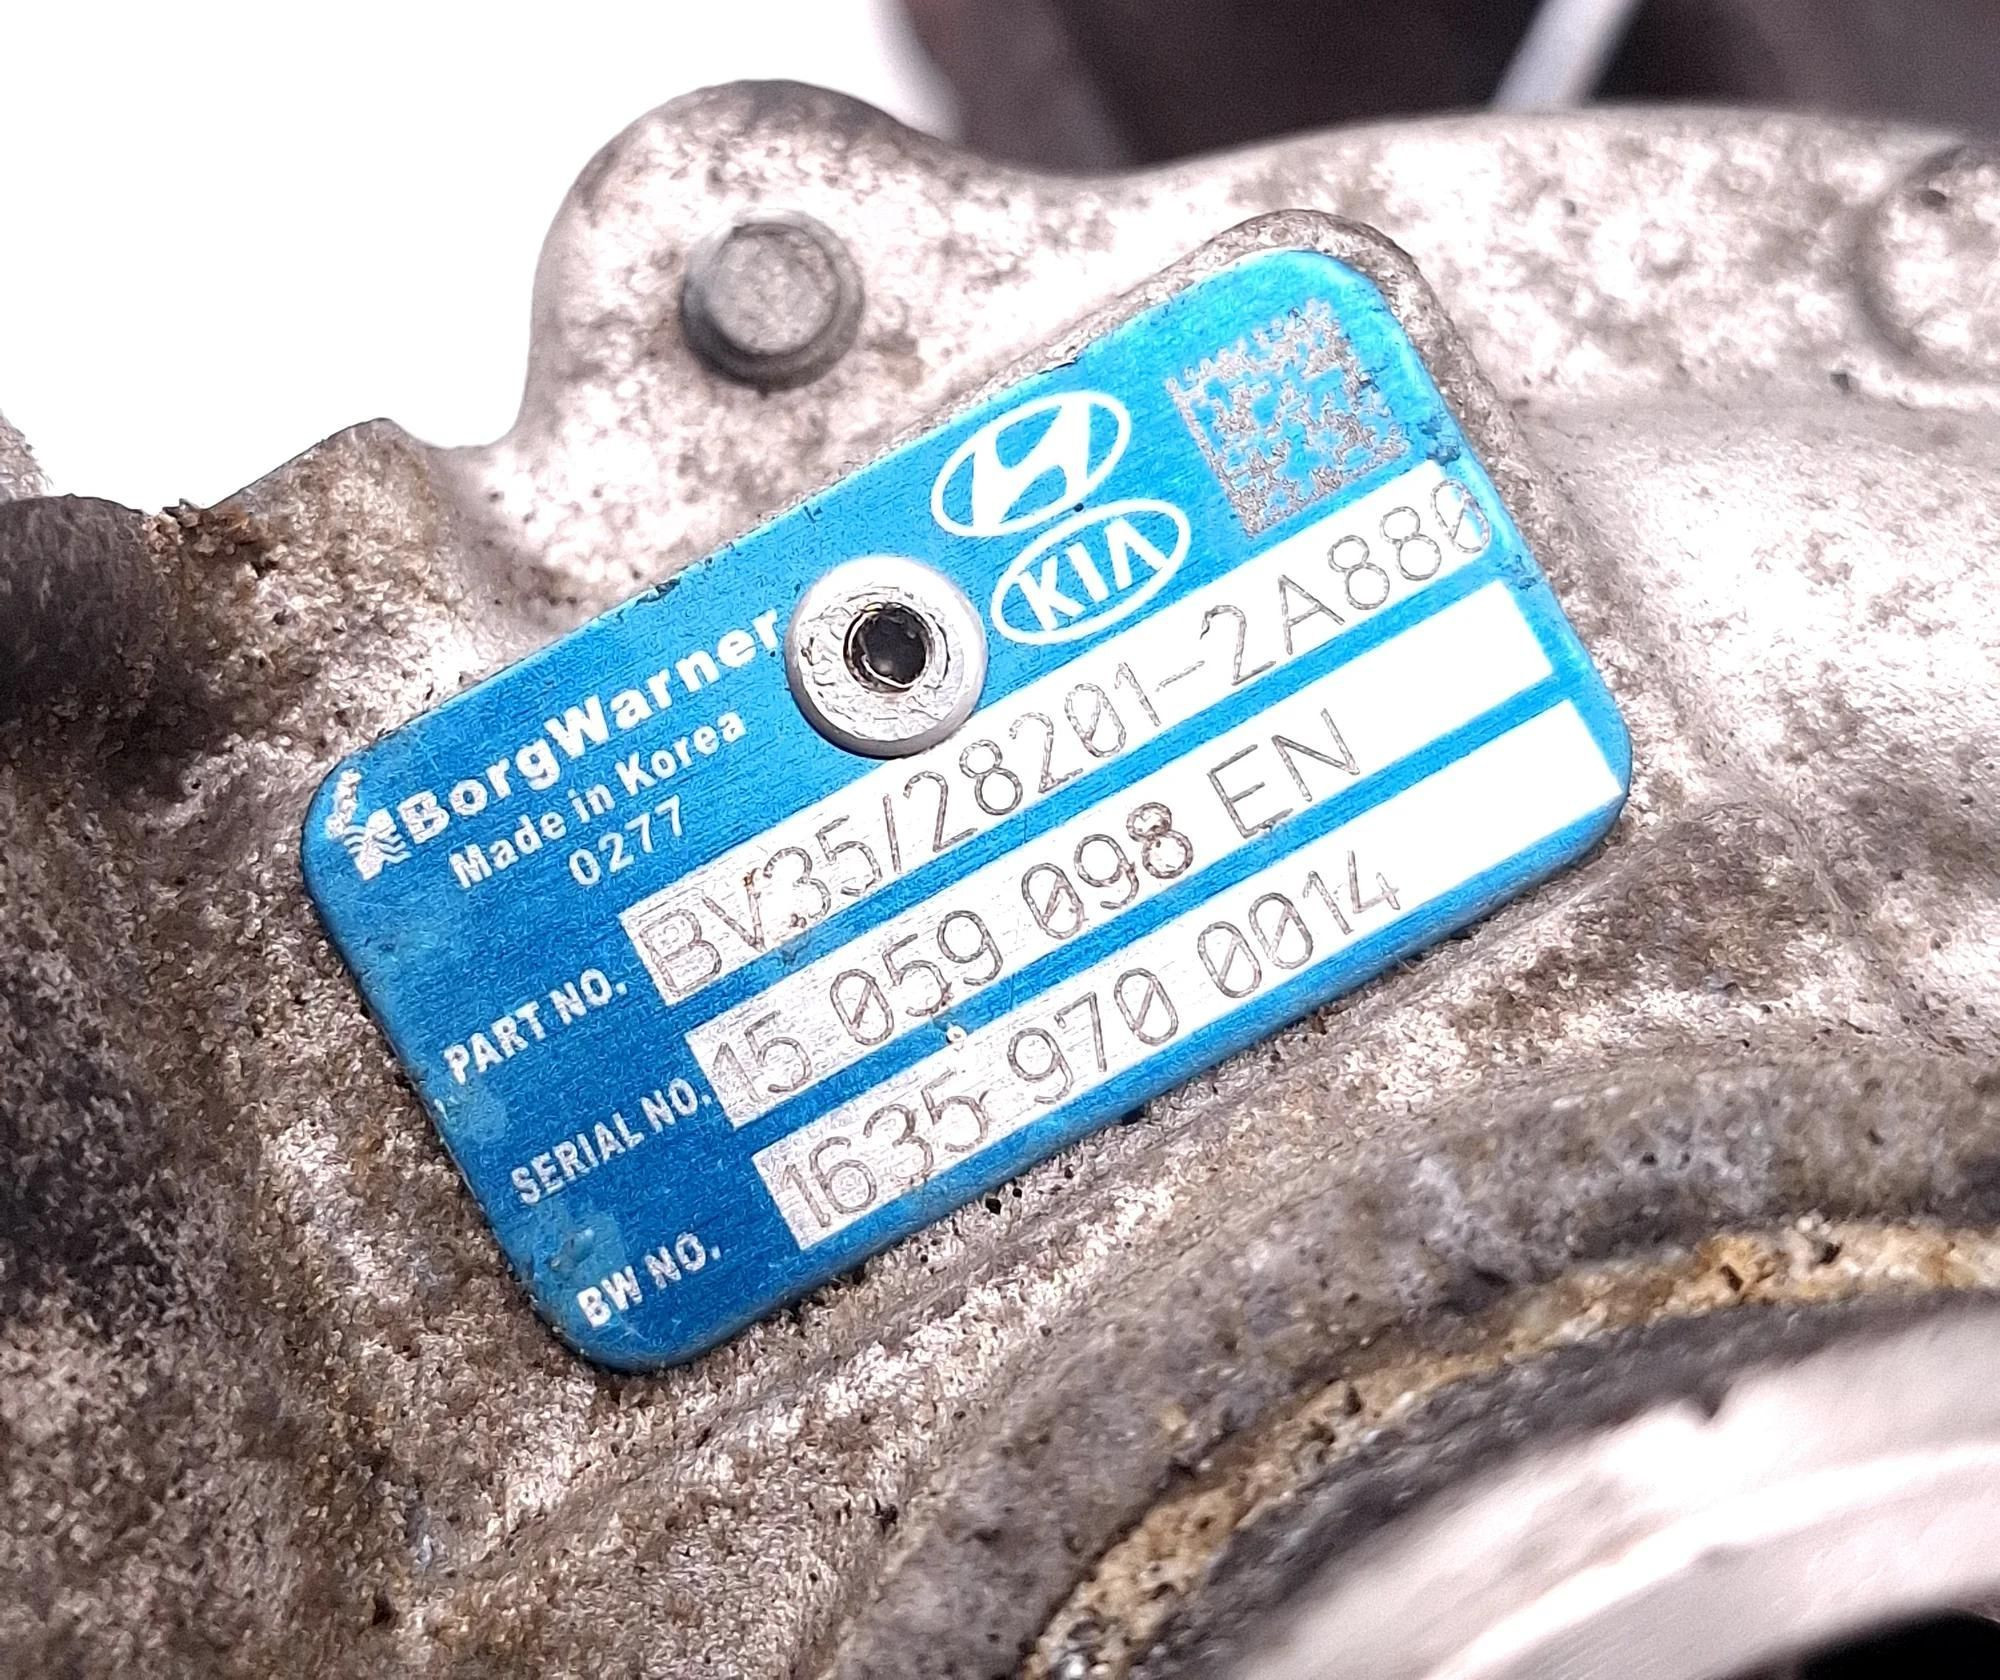 BorgWarner
Made in Korea
0277
KIA
PART NO. BV35/28201-2A880
SERIAL NO. 15 059 098 EN
BW NO. 1635 970 0014